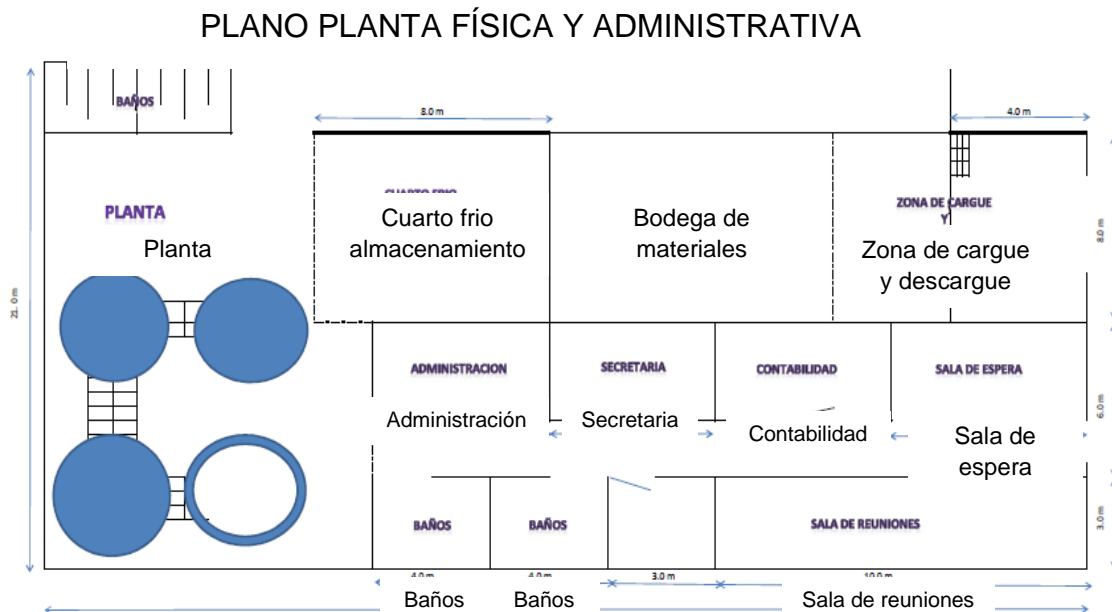 PLANO PLANTA FÍSICA Y ADMINISTRATIVA
BAÑOS
8.0 m
4.0 m
PLANTA
Planta
CUARTO FRIO
Cuarto frio
almacenamiento
Bodega de
materiales
ZONA DE CARGUE
Y
Zona de cargue
y descargue
8.0 m
21.0 m
ADMINISTRACION
SECRETARIA
CONTABILIDAD
SALA DE ESPERA
Administración
Secretaria
Contabilidad
Sala de
espera
6.0 m
BAÑOS
BAÑOS
SALA DE REUNIONES
3.0 m
4.0 m
4.0 m
3.0 m
10.0 m
Baños
Baños
Sala de reuniones